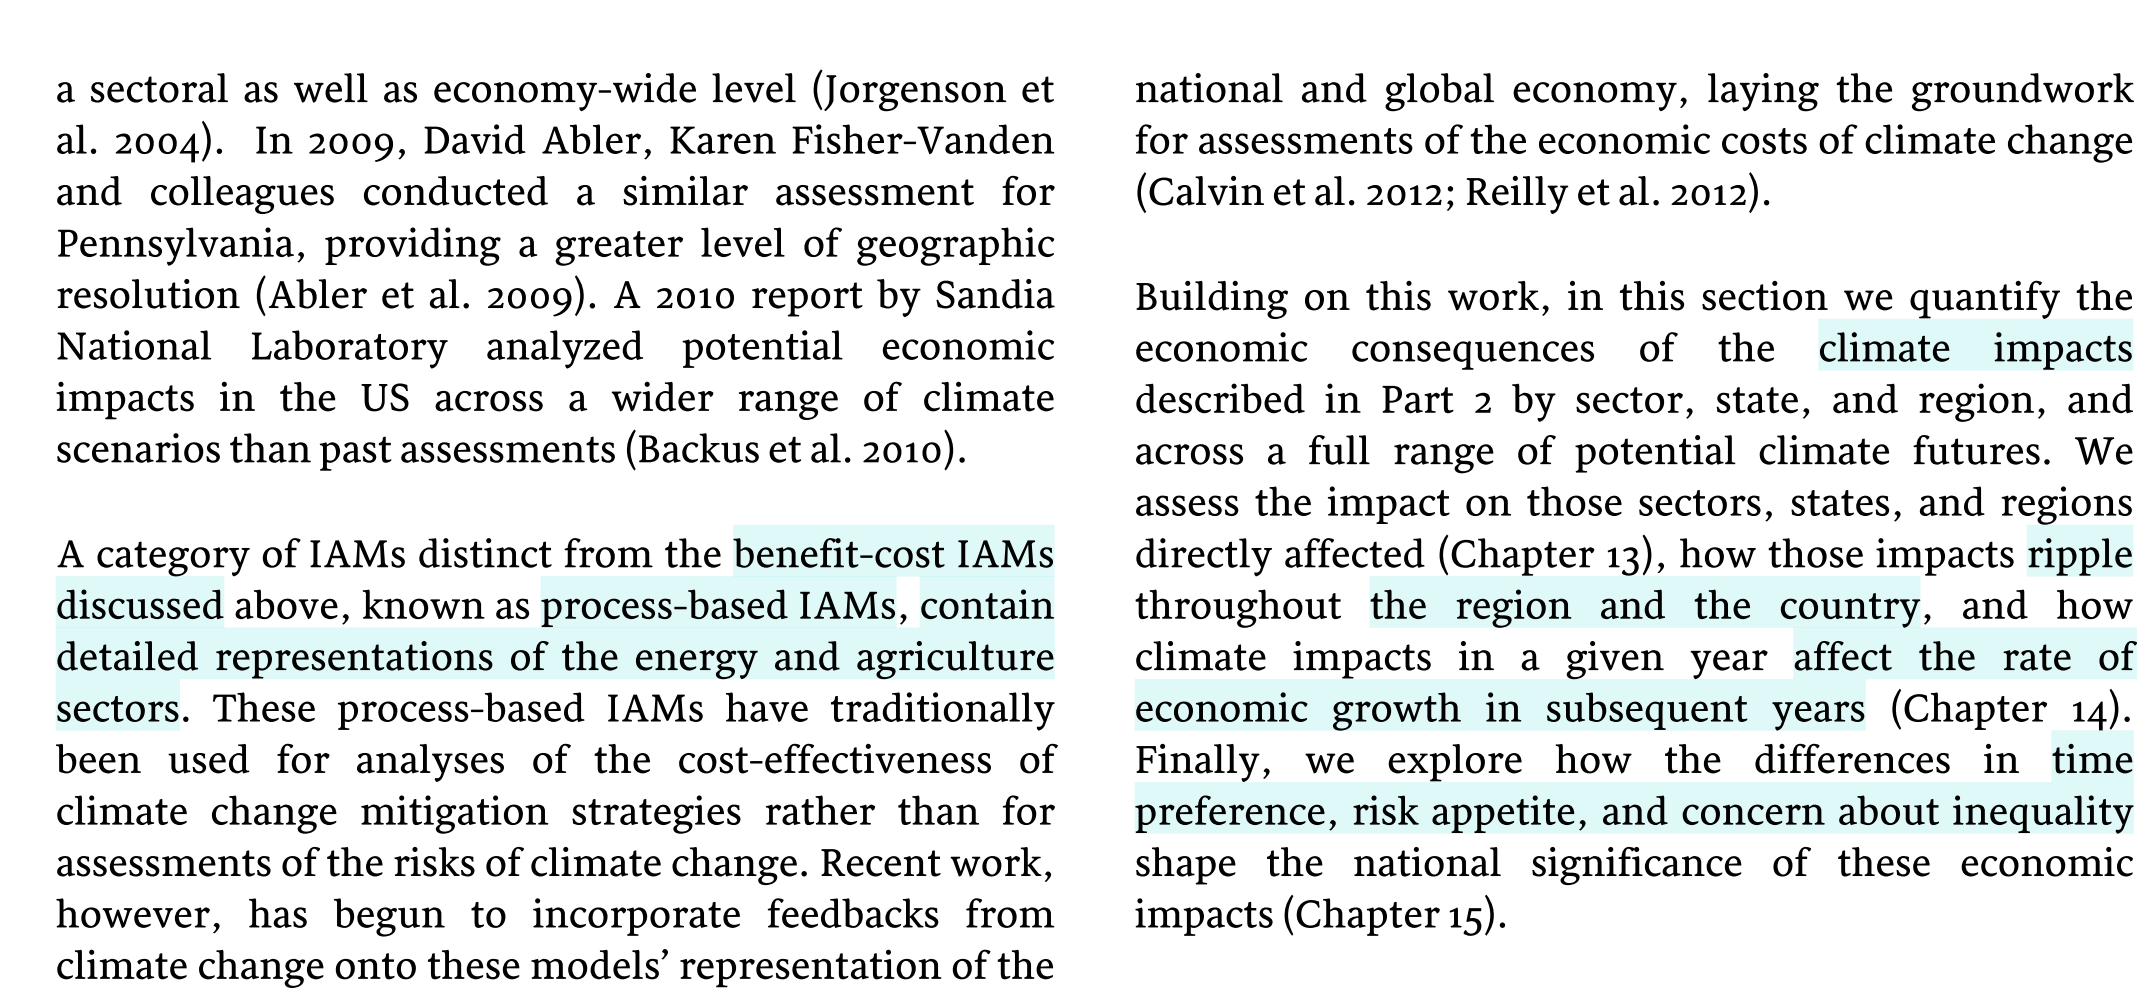 a sectoral as well as economy-wide level (Jorgenson et
al. 2004).  In 2009, David Abler, Karen Fisher-Vanden
and colleagues conducted a similar assessment for
Pennsylvania, providing a greater level of geographic
resolution (Abler et al. 2009). A 2010 report by Sandia
National Laboratory analyzed potential economic
impacts in the US across a wider range of climate
scenarios than past assessments (Backus et al. 2010).
A category of IAMs distinct from the benefit-cost IAMs
discussed above, known as process-based IAMs, contain
detailed representations of the energy and agriculture
sectors. These process-based IAMs have traditionally
been used for analyses of the cost-effectiveness of
climate change mitigation strategies rather than for
assessments of the risks of climate change. Recent work,
however, has begun to incorporate feedbacks from
climate change onto these models’ representation of the
national and global economy, laying the groundwork
for assessments of the economic costs of climate change
(Calvin et al. 2012; Reilly et al. 2012).
Building on this work, in this section we quantify the
economic consequences of the climate impacts
described in Part 2 by sector, state, and region, and
across a full range of potential climate futures. We
assess the impact on those sectors, states, and regions
directly affected (Chapter 13), how those impacts ripple
throughout the region and the country, and how
climate impacts in a given year affect the rate of
economic growth in subsequent years (Chapter 14).
Finally, we explore how the differences in time
preference, risk appetite, and concern about inequality
shape the national significance of these economic
impacts (Chapter 15).